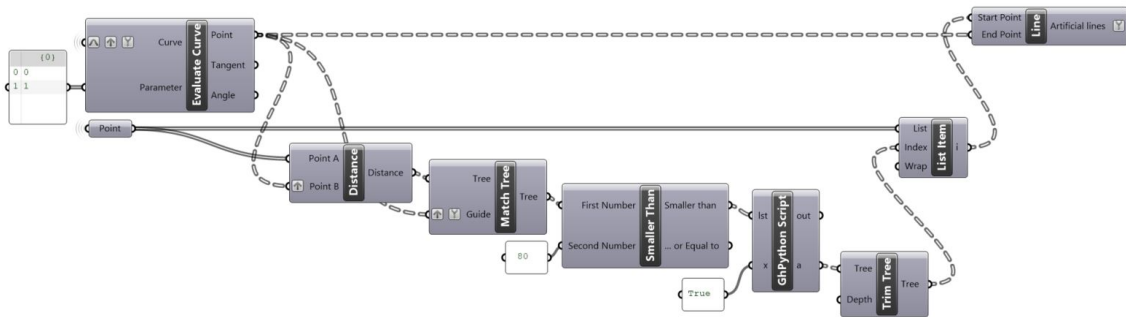 {0}
0 0
1 1
Curve
Parameter
Evaluate Curve
Point
Tangent
Angle
Point
Point A
Point B
Distance
Distance
Tree
Guide
Match Tree
Tree
80
First Number
Second Number
Smaller Than
Smaller than
... or Equal to
True
lst
x
GhPython Script
out
a
Tree
Depth
Trim Tree
Tree
List
Index
Wrap
List Item
i
Start Point
End Point
Line
Artificial lines